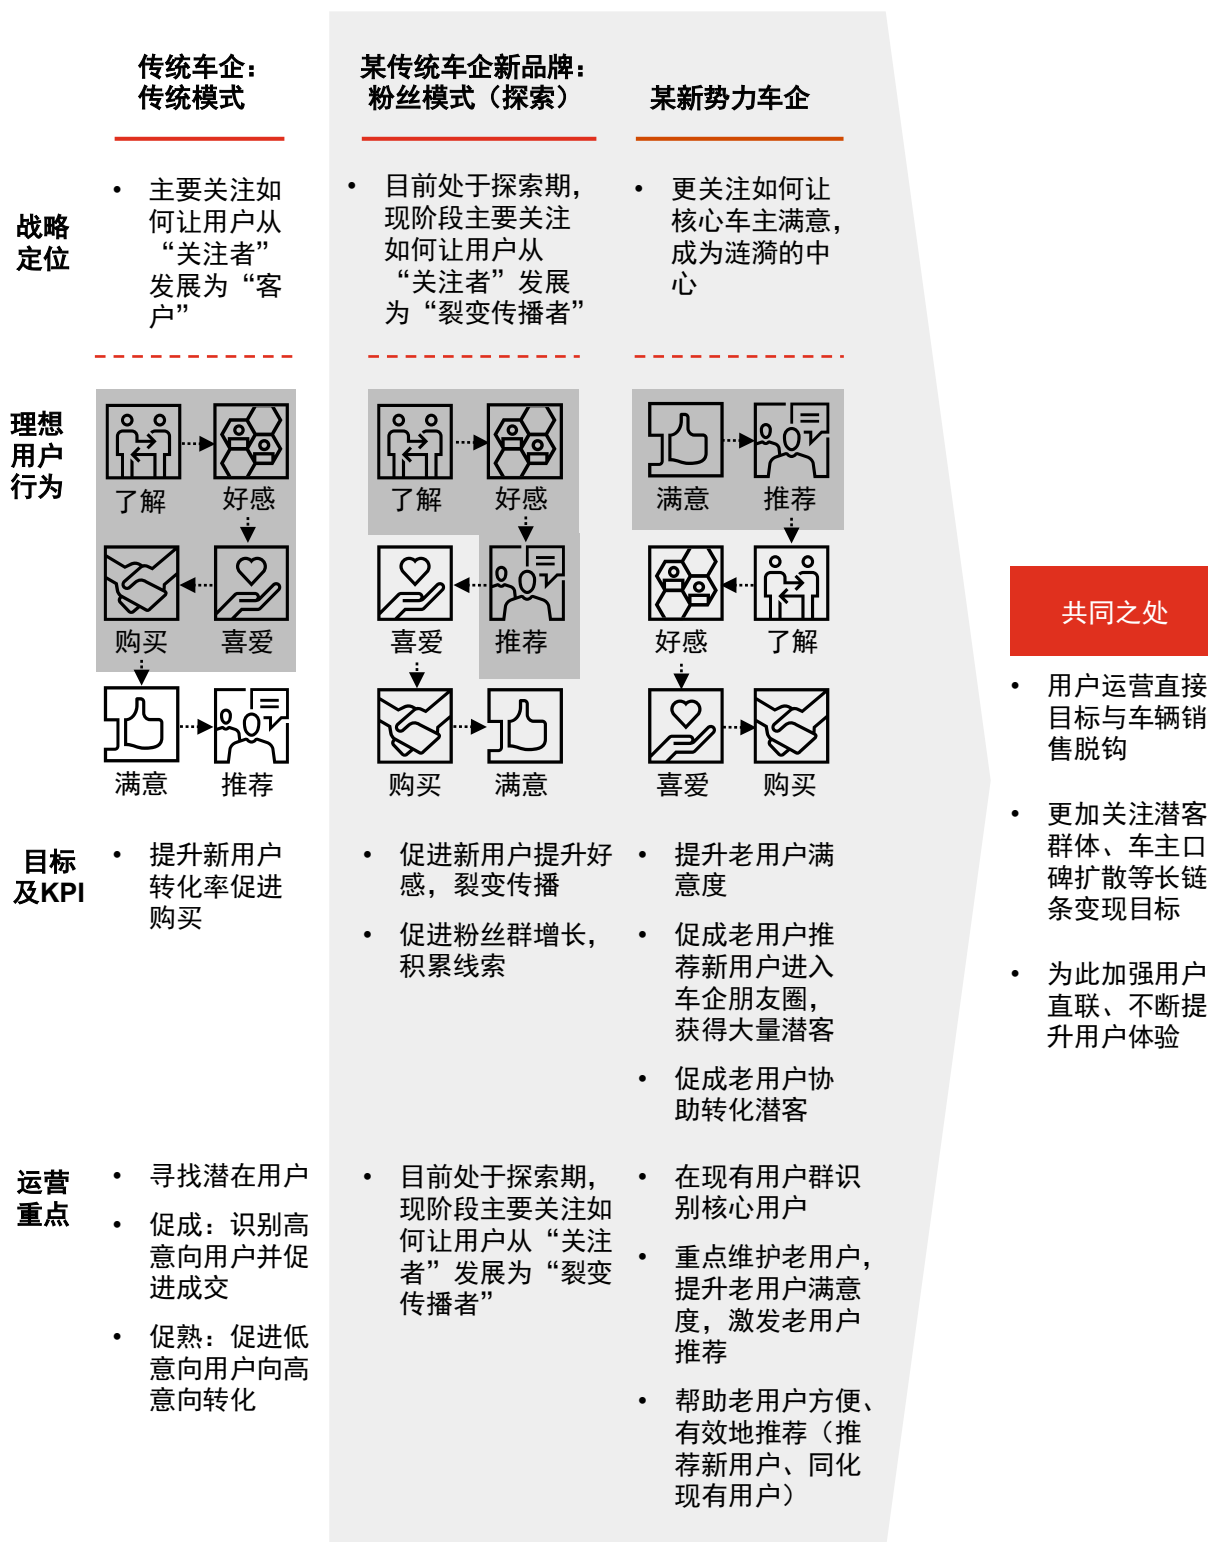 传统车企：
传统模式
某传统车企新品牌：
粉丝模式（探索）
某新势力车企
战略
定位
• 主要关注如
何让用户从
“关注者”
发展为“客
户”
• 目前处于探索期，
现阶段主要关注
如何让用户从
“关注者”发展
为“裂变传播者”
• 更关注如何让
核心车主满意，
成为涟漪的中
心
理想
用户
行为
了解
好感
购买
喜爱
满意
推荐
了解
好感
喜爱
推荐
购买
满意
满意
推荐
好感
了解
喜爱
购买
目标
及KPI
• 提升新用户
转化率促进
购买
• 促进新用户提升好
感，裂变传播
• 促进粉丝群增长，
积累线索
• 提升老用户满
意度
• 促成老用户推
荐新用户进入
车企朋友圈，
获得大量潜客
• 促成老用户协
助转化潜客
运营
重点
• 寻找潜在用户
• 促成：识别高
意向用户并促
进成交
• 促熟：促进低
意向用户向高
意向转化
• 目前处于探索期，
现阶段主要关注如
何让用户从“关注
者”发展为“裂变
传播者”
• 在现有用户群识
别核心用户
• 重点维护老用户，
提升老用户满意
度，激发老用户
推荐
• 帮助老用户方便、
有效地推荐（推
荐新用户、同化
现有用户）
共同之处
• 用户运营直接
目标与车辆销
售脱钩
• 更加关注潜客
群体、车主口
碑扩散等长链
条变现目标
• 为此加强用户
直联、不断提
升用户体验